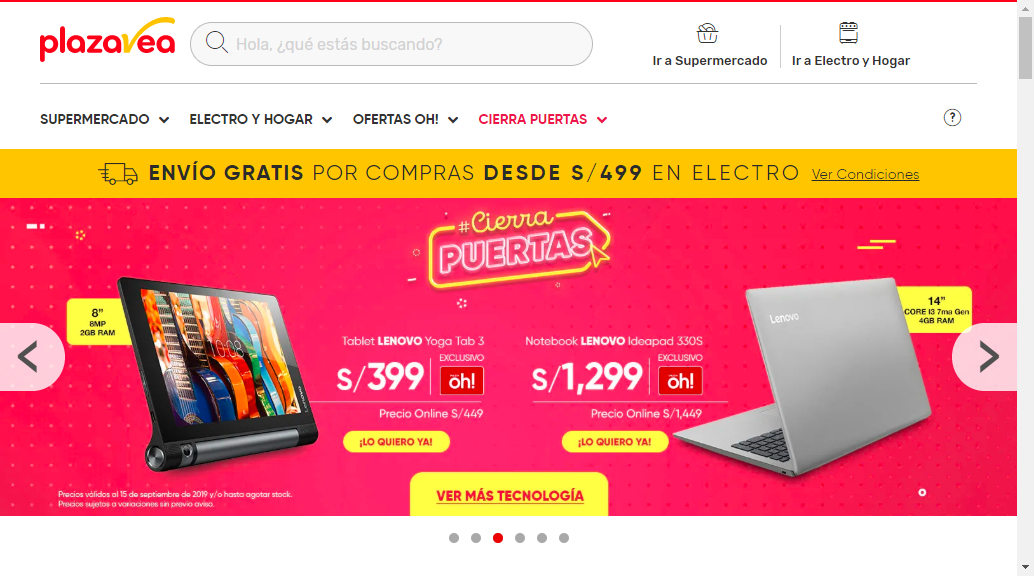 plazavea
Hola, ¿qué estás buscando?
Ir a Supermercado
Ir a Electro y Hogar
SUPERMERCADO
ELECTRO Y HOGAR
OFERTAS OH!
CIERRA PUERTAS
?
ENVÍO GRATIS POR COMPRAS DESDE S/499 EN ELECTRO Ver Condiciones
#Cierra
PUERTAS
8”
8MP
2GB RAM
Tablet LENOVO Yoga Tab 3
S/399
EXCLUSIVO
oh!
Precio Online S/449
¡LO QUIERO YA!
Notebook LENOVO Ideapad 330S
S/1,299
EXCLUSIVO
oh!
Precio Online S/1,449
¡LO QUIERO YA!
Lenovo
14”
CORE I3 7ma Gen
4GB RAM
VER MÁS TECNOLOGÍA
Precios válidos al 15 de septiembre de 2019 y/o hasta agotar stock.
Precios sujetos a variaciones sin previo aviso.